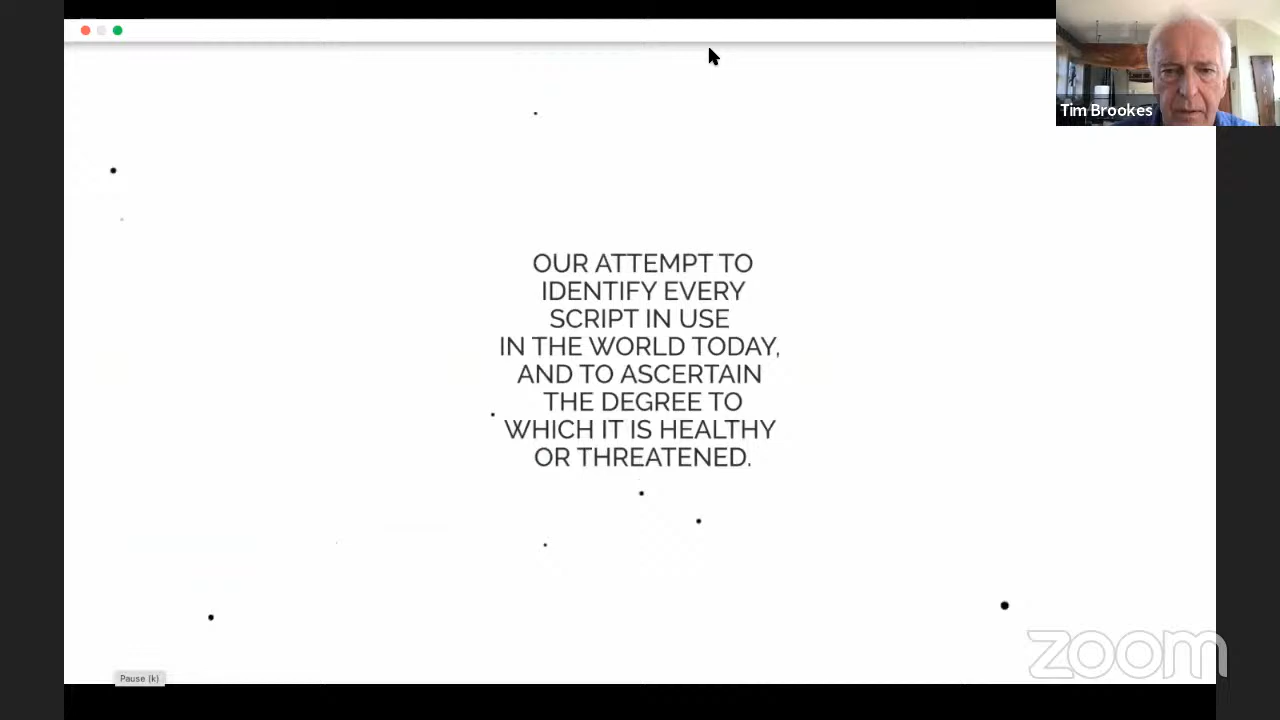 Tim Brookes
OUR ATTEMPT TO
IDENTIFY EVERY
SCRIPT IN USE
IN THE WORLD TODAY,
AND TO ASCERTAIN
THE DEGREE TO
WHICH IT IS HEALTHY
OR THREATENED.
zoom
Pause (k)